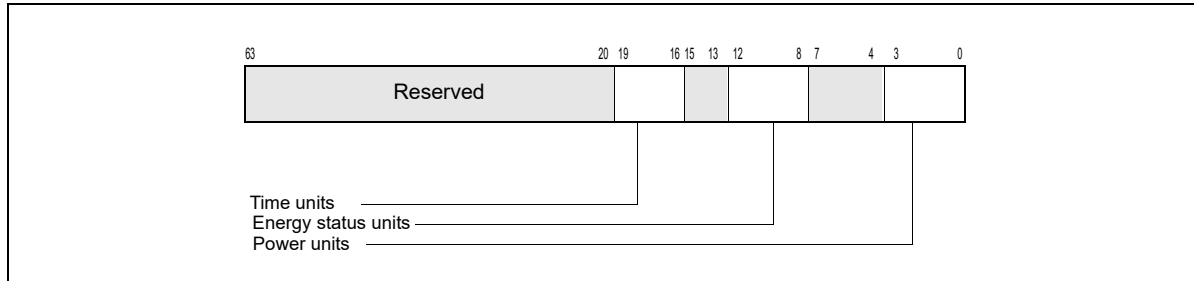 63 20 19 16 15 13 12 8 7 4 3 0
Reserved
Time units
Energy status units
Power units